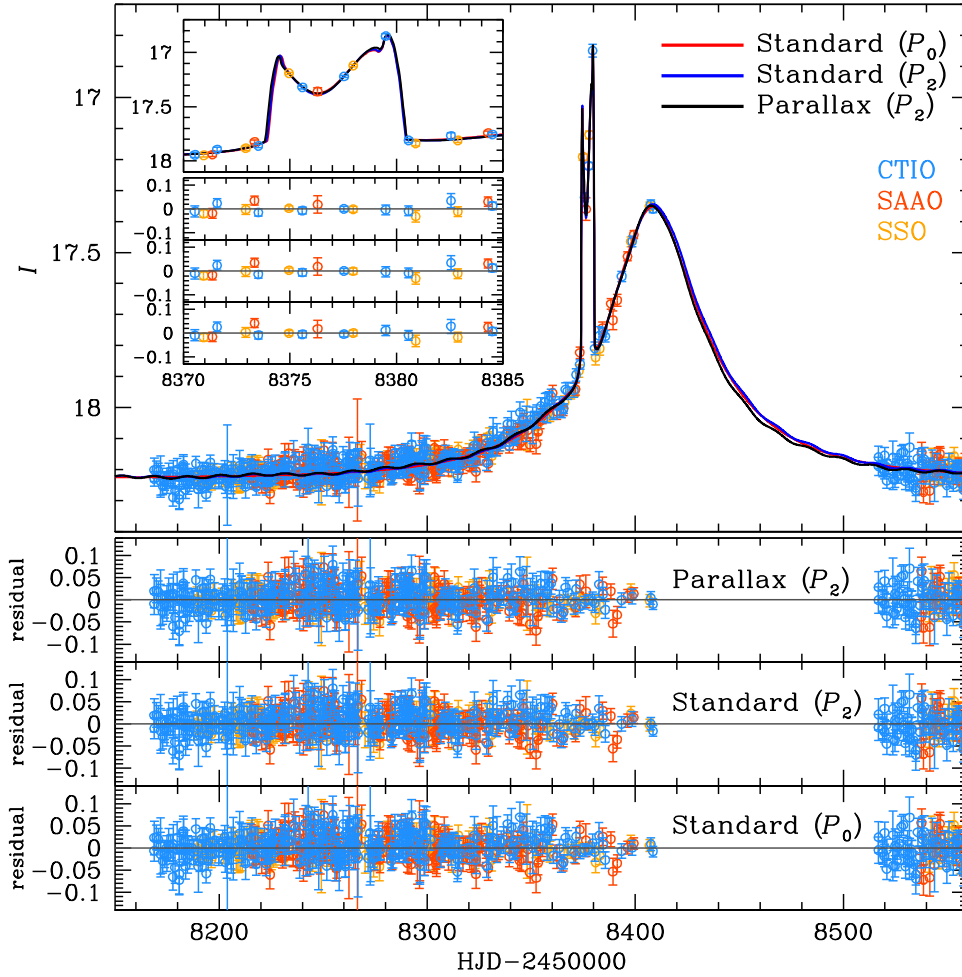 Standard (P0)
Standard (P2)
Parallax (P2)
CTIO
SAAO
SSO
17
17.5
18
0.1
0
−0.1
0.1
0
−0.1
0.1
0
−0.1
8370 8375 8380 8385
I
17
17.5
18
Parallax (P2)
residual
0.1
0.05
0
−0.05
−0.1
Standard (P2)
residual
0.1
0.05
0
−0.05
−0.1
Standard (P0)
residual
0.1
0.05
0
−0.05
−0.1
8200 8300 8400 8500
HJD−2450000